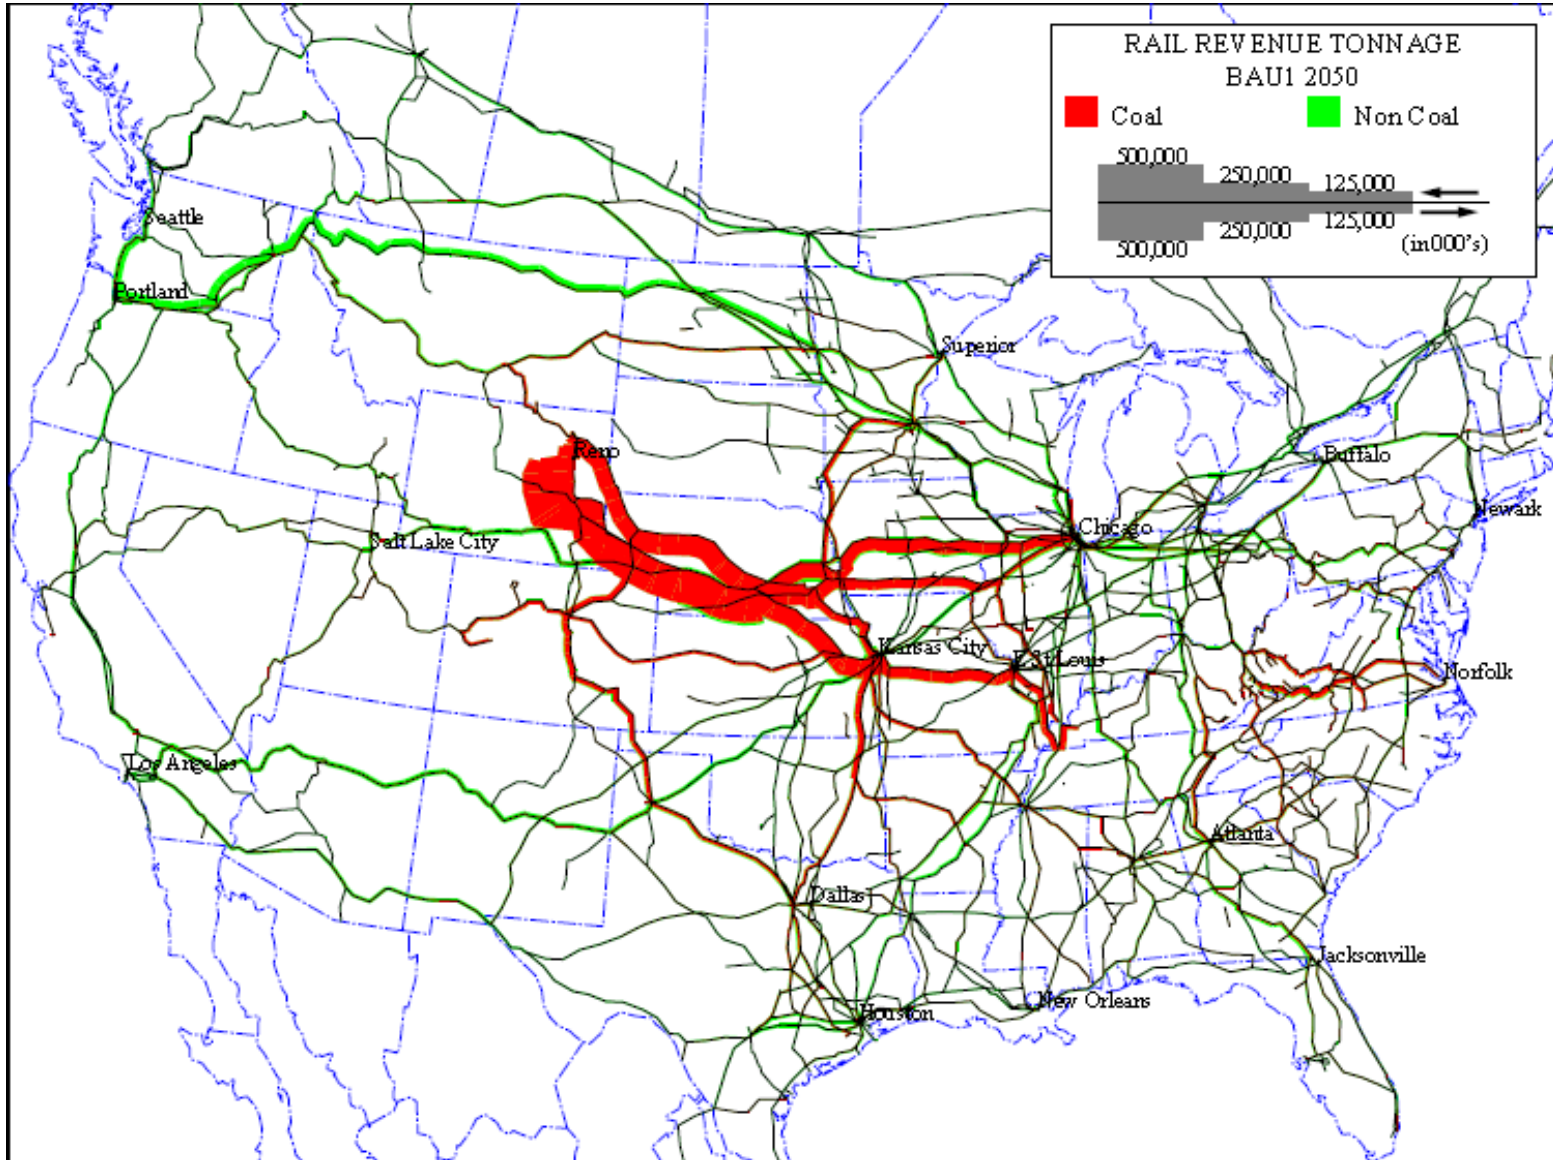 RAIL REVENUE TONNAGE
BAU1 2050
Coal
Non Coal
500,000
250,000
125,000
125,000
250,000
500,000
(in000's)
Seattle
Portland
Superior
Reno
Buffalo
Newark
Chicago
Salt Lake City
Kansas City
E St Louis
Norfolk
Los Angeles
Atlanta
Dallas
Jacksonville
New Orleans
Houston